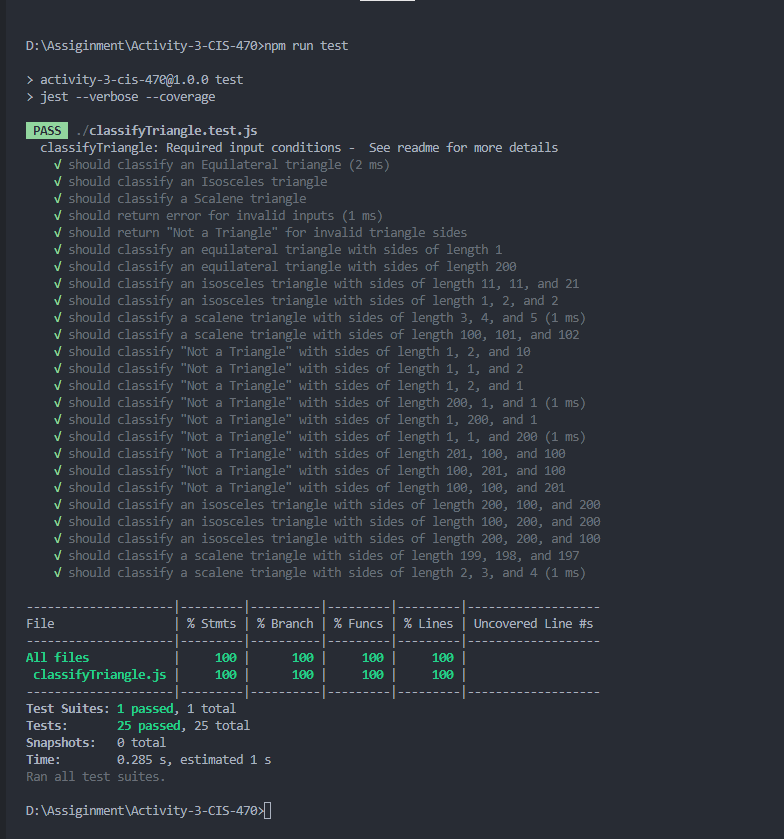 D:\Assiginment\Activity-3-CIS-470>npm run test
> activity-3-cis-470@1.0.0 test
> jest --verbose --coverage
PASS ./classifyTriangle.test.js
classifyTriangle: Required input conditions -  See readme for more details
√ should classify an Equilateral triangle (2 ms)
√ should classify an Isosceles triangle
√ should classify a Scalene triangle
√ should return error for invalid inputs (1 ms)
√ should return "Not a Triangle" for invalid triangle sides
√ should classify an equilateral triangle with sides of length 1
√ should classify an equilateral triangle with sides of length 200
√ should classify an isosceles triangle with sides of length 11, 11, and 21
√ should classify an isosceles triangle with sides of length 1, 2, and 2
√ should classify a scalene triangle with sides of length 3, 4, and 5 (1 ms)
√ should classify a scalene triangle with sides of length 100, 101, and 102
√ should classify "Not a Triangle" with sides of length 1, 2, and 10
√ should classify "Not a Triangle" with sides of length 1, 1, and 2
√ should classify "Not a Triangle" with sides of length 1, 2, and 1
√ should classify "Not a Triangle" with sides of length 200, 1, and 1 (1 ms)
√ should classify "Not a Triangle" with sides of length 1, 200, and 1
√ should classify "Not a Triangle" with sides of length 1, 1, and 200 (1 ms)
√ should classify "Not a Triangle" with sides of length 201, 100, and 100
√ should classify "Not a Triangle" with sides of length 100, 201, and 100
√ should classify "Not a Triangle" with sides of length 100, 100, and 201
√ should classify an isosceles triangle with sides of length 200, 100, and 200
√ should classify an isosceles triangle with sides of length 100, 200, and 200
√ should classify an isosceles triangle with sides of length 200, 200, and 100
√ should classify a scalene triangle with sides of length 199, 198, and 197
√ should classify a scalene triangle with sides of length 2, 3, and 4 (1 ms)
---------------------|---------|----------|---------|---------|-------------------
File                 | % Stmts | % Branch | % Funcs | % Lines | Uncovered Line #s
---------------------|---------|----------|---------|---------|-------------------
All files            |     100 |      100 |     100 |     100 |
 classifyTriangle.js |     100 |      100 |     100 |     100 |
---------------------|---------|----------|---------|---------|-------------------
Test Suites: 1 passed, 1 total
Tests:       25 passed, 25 total
Snapshots:   0 total
Time:        0.285 s, estimated 1 s
Ran all test suites.
D:\Assiginment\Activity-3-CIS-470>